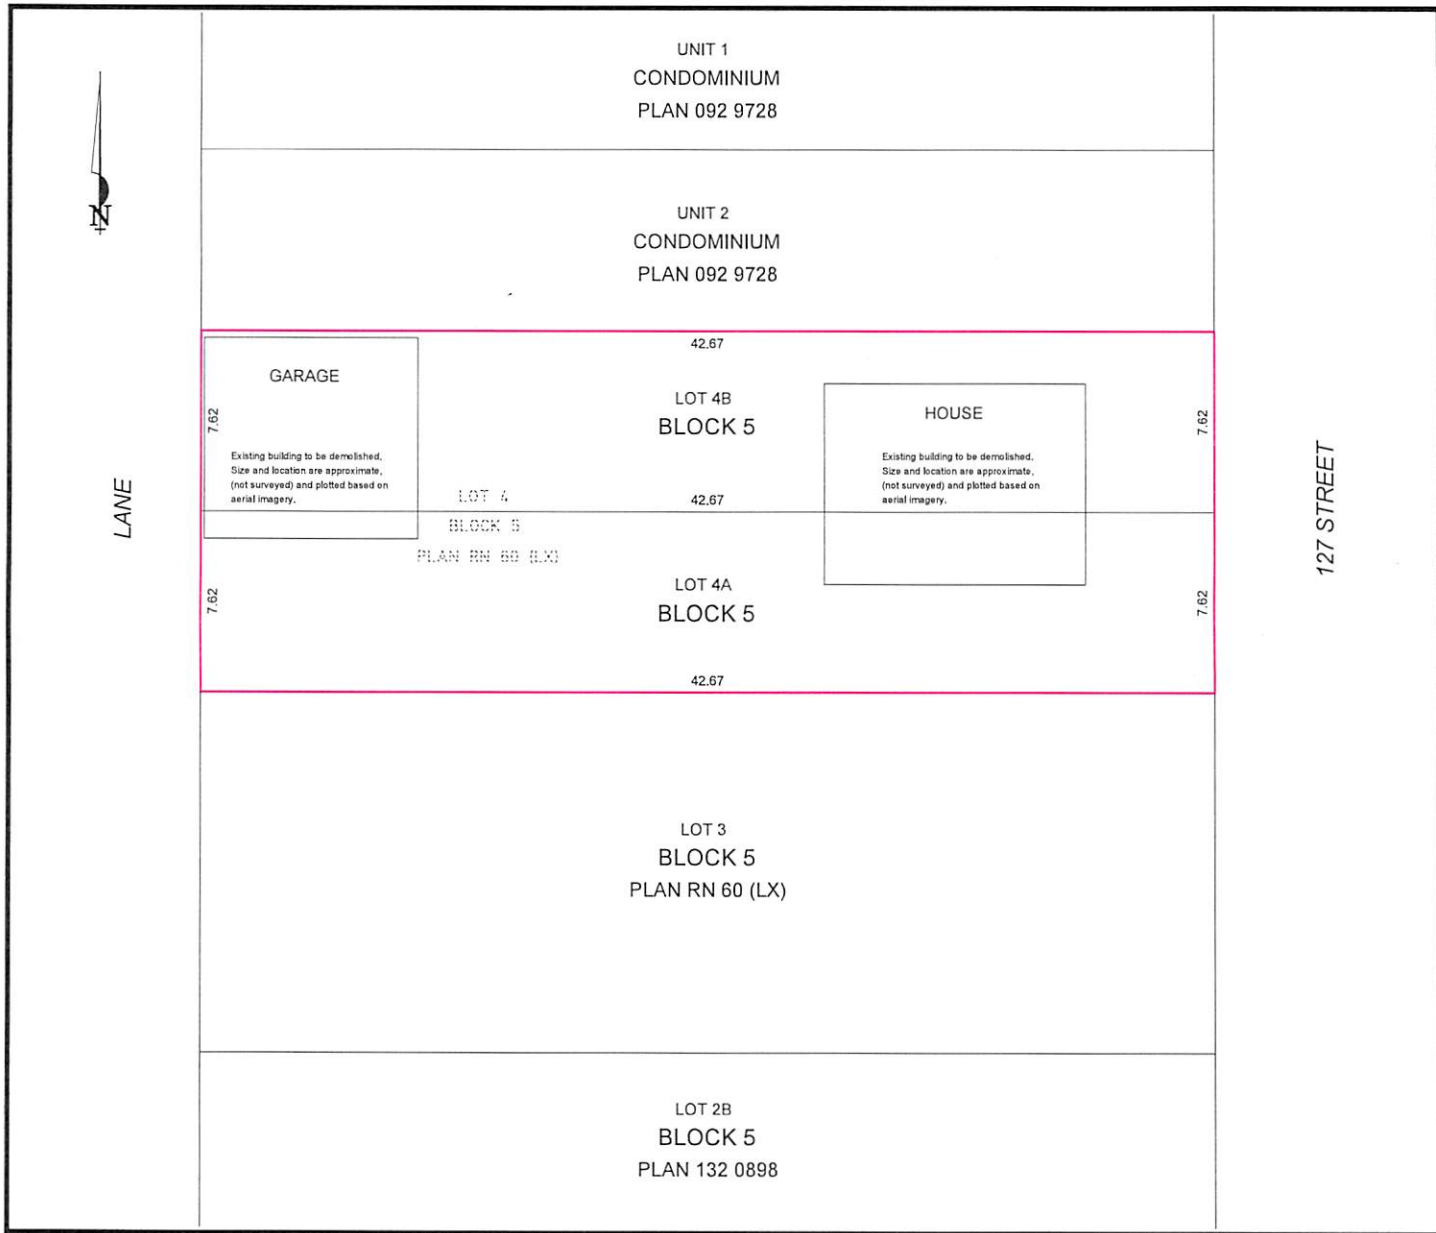 UNIT 1
CONDOMINIUM
PLAN 092 9728
N
UNIT 2
CONDOMINIUM
PLAN 092 9728
42.67
GARAGE
LOT 4B
BLOCK 5
HOUSE
7.62
7.62
Existing building to be demolished.
Size and location are approximate,
(not surveyed) and plotted based on
aerial imagery.
Existing building to be demolished.
Size and location are approximate,
(not surveyed) and plotted based on
aerial imagery.
LANE
127 STREET
LOT 4
BLOCK 5
PLAN RN 60 (LX)
42.67
7.62
7.62
LOT 4A
BLOCK 5
42.67
LOT 3
BLOCK 5
PLAN RN 60 (LX)
LOT 2B
BLOCK 5
PLAN 132 0898